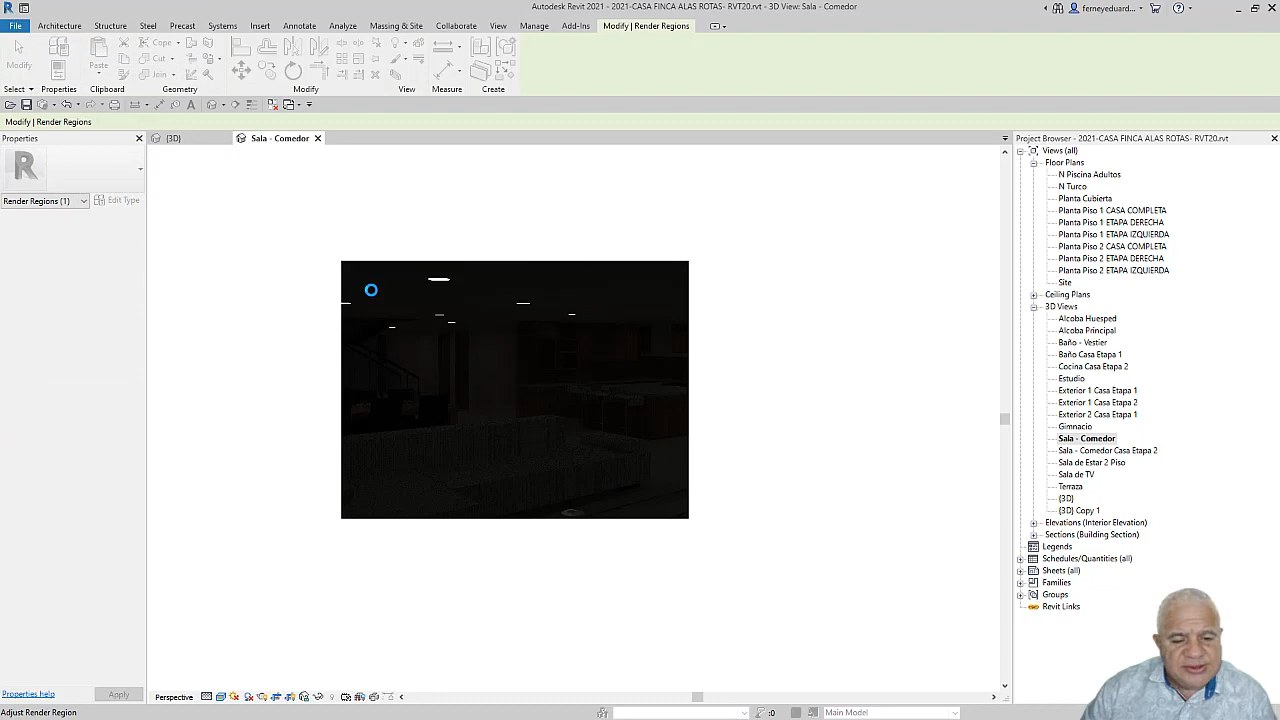 Autodesk Revit 2021 - 2021-CASA FINCA ALAS ROTAS- RVT20.rvt - 3D View: Sala - Comedor
ferneyeduard...
File Architecture Structure Steel Precast Systems Insert Annotate Analyze Massing & Site Collaborate View Manage Add-Ins Modify | Render Regions
Modify
Paste
Cope
Cut
Join
Select Properties Clipboard Geometry Modify View Measure Create
Modify | Render Regions
Properties
{3D}
Sala - Comedor
Project Browser - 2021-CASA FINCA ALAS ROTAS- RVT20.rvt
Render Regions (1)
Edit Type
Views (all)
Floor Plans
N Piscina Adultos
N Turco
Planta Cubierta
Planta Piso 1 CASA COMPLETA
Planta Piso 1 ETAPA DERECHA
Planta Piso 1 ETAPA IZQUIERDA
Planta Piso 2 CASA COMPLETA
Planta Piso 2 ETAPA DERECHA
Planta Piso 2 ETAPA IZQUIERDA
Site
Ceiling Plans
3D Views
Alcoba Huesped
Alcoba Principal
Baño - Vestier
Baño Casa Etapa 1
Cocina Casa Etapa 2
Estudio
Exterior 1 Casa Etapa 1
Exterior 1 Casa Etapa 2
Exterior 2 Casa Etapa 1
Gimnacio
Sala - Comedor
Sala - Comedor Casa Etapa 2
Sala de Estar 2 Piso
Sala de TV
Terraza
{3D}
{3D} Copy 1
Elevations (Interior Elevation)
Sections (Building Section)
Legends
Schedules/Quantities (all)
Sheets (all)
Families
Groups
Revit Links
Properties help
Apply
Perspective
Adjust Render Region
:0
Main Model